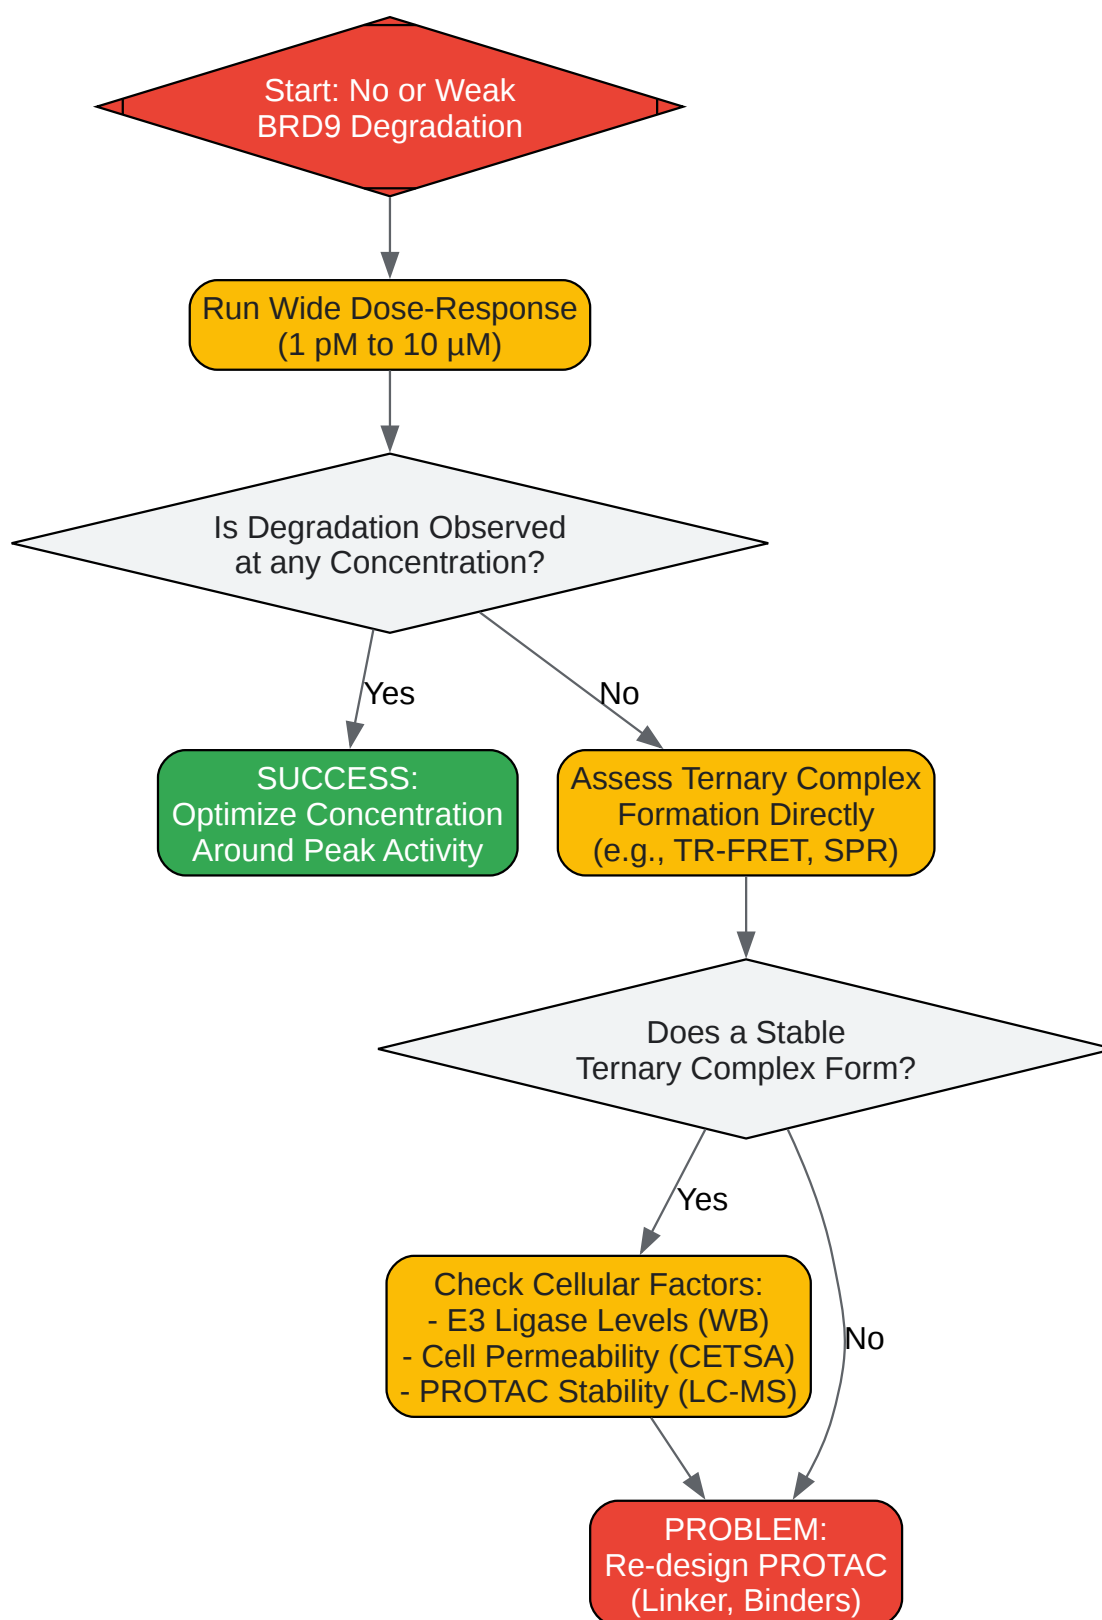 Start: No or Weak
BRD9 Degradation
Run Wide Dose-Response
(1 pM to 10 µM)
Is Degradation Observed
at any Concentration?
Yes
No
SUCCESS:
Optimize Concentration
Around Peak Activity
Assess Ternary Complex
Formation Directly
(e.g., TR-FRET, SPR)
Does a Stable
Ternary Complex Form?
Yes
No
Check Cellular Factors:
- E3 Ligase Levels (WB)
- Cell Permeability (CETSA)
- PROTAC Stability (LC-MS)
PROBLEM:
Re-design PROTAC
(Linker, Binders)